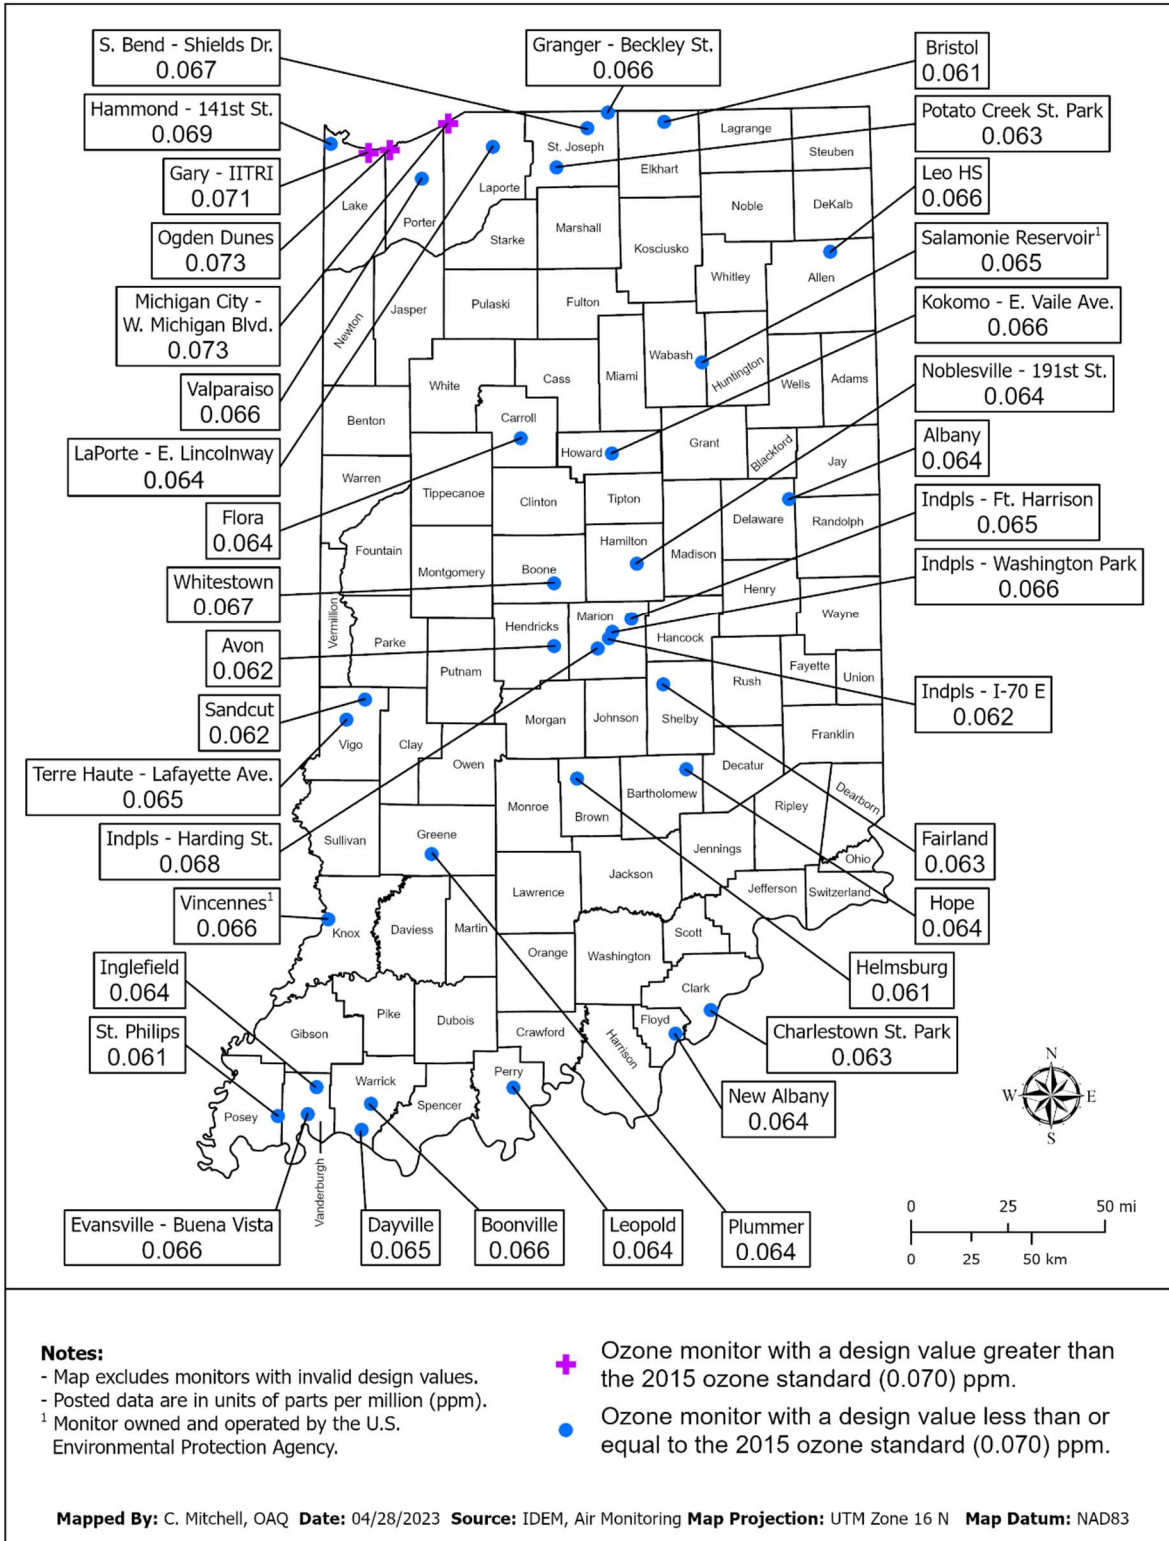 S. Bend - Shields Dr.
0.067
Granger - Beckley St.
0.066
Bristol
0.061
Hammond - 141st St.
0.069
Potato Creek St. Park
0.063
Gary - IITRI
0.071
Leo HS
0.066
Ogden Dunes
0.073
Salamonie Reservoir¹
0.065
Michigan City -
W. Michigan Blvd.
0.073
Kokomo - E. Vaile Ave.
0.066
Valparaiso
0.066
Noblesville - 191st St.
0.064
LaPorte - E. Lincolnway
0.064
Albany
0.064
Flora
0.064
Indpls - Ft. Harrison
0.065
Whitestown
0.067
Indpls - Washington Park
0.066
Avon
0.062
Indpls - I-70 E
0.062
Sandcut
0.062
Terre Haute - Lafayette Ave.
0.065
Indpls - Harding St.
0.068
Fairland
0.063
Vincennes¹
0.066
Hope
0.064
Inglefield
0.064
Helmsburg
0.061
St. Philips
0.061
Charlestown St. Park
0.063
New Albany
0.064
Evansville - Buena Vista
0.066
Dayville
0.065
Boonville
0.066
Leopold
0.064
Plummer
0.064
Lake
Porter
Laporte
St. Joseph
Elkhart
Lagrange
Steuben
Noble
DeKalb
Starke
Marshall
Kosciusko
Whitley
Allen
Newton
Jasper
Pulaski
Fulton
Wabash
Huntington
Wells
Adams
White
Cass
Miami
Benton
Carroll
Howard
Grant
Blackford
Jay
Warren
Tippecanoe
Clinton
Tipton
Delaware
Randolph
Fountain
Montgomery
Boone
Hamilton
Madison
Henry
Wayne
Vermillion
Parke
Putnam
Hendricks
Marion
Hancock
Rush
Fayette
Union
Vigo
Clay
Owen
Morgan
Johnson
Shelby
Decatur
Franklin
Sullivan
Greene
Monroe
Brown
Bartholomew
Jennings
Ripley
Dearborn
Ohio
Knox
Daviess
Martin
Lawrence
Jackson
Jefferson
Switzerland
Scott
Orange
Washington
Clark
Gibson
Pike
Dubois
Crawford
Harrison
Floyd
Posey
Vanderburgh
Warrick
Spencer
Perry
N
W
E
S
0 25 50 mi
0 25 50 km
Notes:
- Map excludes monitors with invalid design values.
- Posted data are in units of parts per million (ppm).
¹ Monitor owned and operated by the U.S.
Environmental Protection Agency.
Ozone monitor with a design value greater than
the 2015 ozone standard (0.070) ppm.
Ozone monitor with a design value less than or
equal to the 2015 ozone standard (0.070) ppm.
Mapped By: C. Mitchell, OAQ Date: 04/28/2023 Source: IDEM, Air Monitoring Map Projection: UTM Zone 16 N Map Datum: NAD83